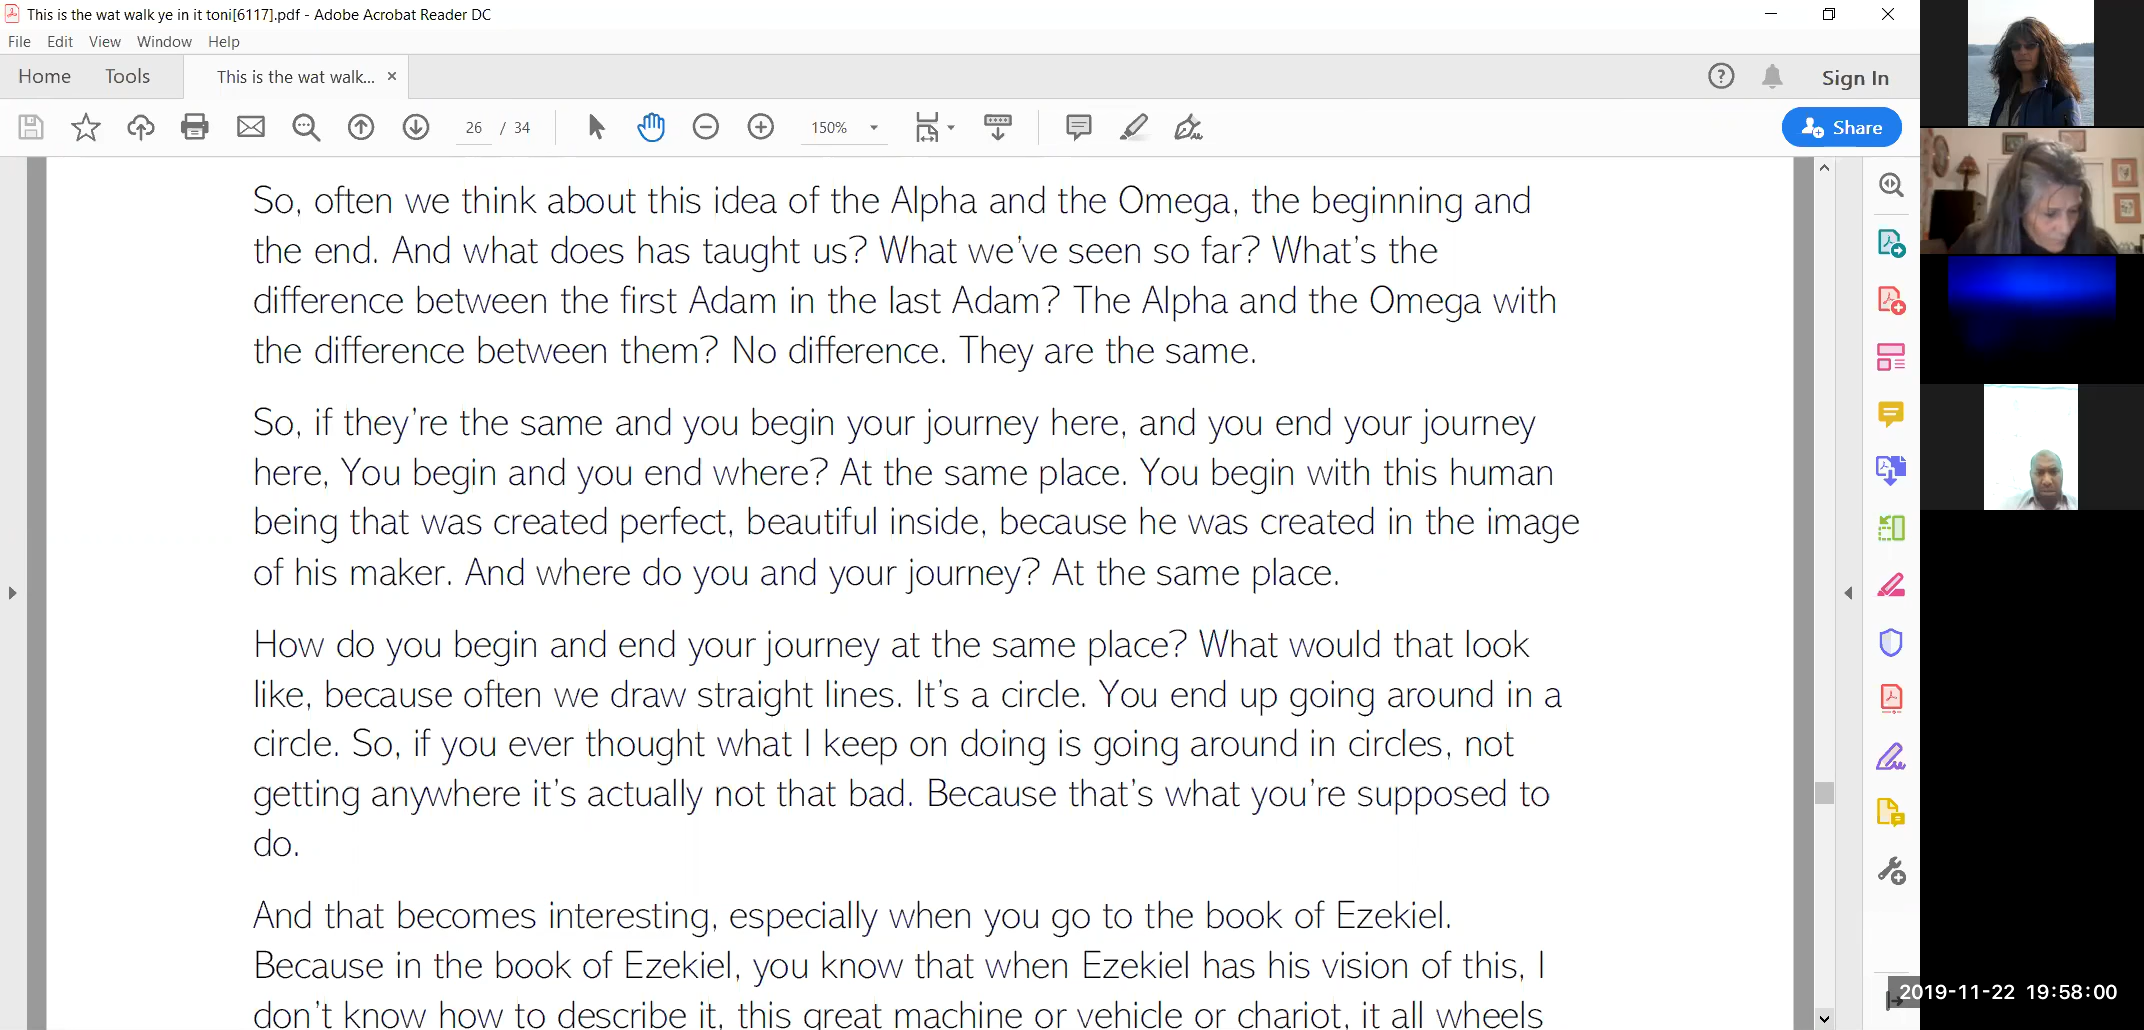 This is the wat walk ye in it toni[6117].pdf - Adobe Acrobat Reader DC
File Edit View Window Help
Home Tools This is the wat walk... × Sign In
26 / 34 150% Share
So, often we think about this idea of the Alpha and the Omega, the beginning and
the end. And what does has taught us? What we've seen so far? What's the
difference between the first Adam in the last Adam? The Alpha and the Omega with
the difference between them? No difference. They are the same.
So, if they're the same and you begin your journey here, and you end your journey
here, You begin and you end where? At the same place. You begin with this human
being that was created perfect, beautiful inside, because he was created in the image
of his maker. And where do you and your journey? At the same place.
How do you begin and end your journey at the same place? What would that look
like, because often we draw straight lines. It's a circle. You end up going around in a
circle. So, if you ever thought what I keep on doing is going around in circles, not
getting anywhere it's actually not that bad. Because that's what you're supposed to
do.
And that becomes interesting, especially when you go to the book of Ezekiel.
Because in the book of Ezekiel, you know that when Ezekiel has his vision of this, I
don't know how to describe it, this great machine or vehicle or chariot, it all wheels
2019-11-22 19:58:00